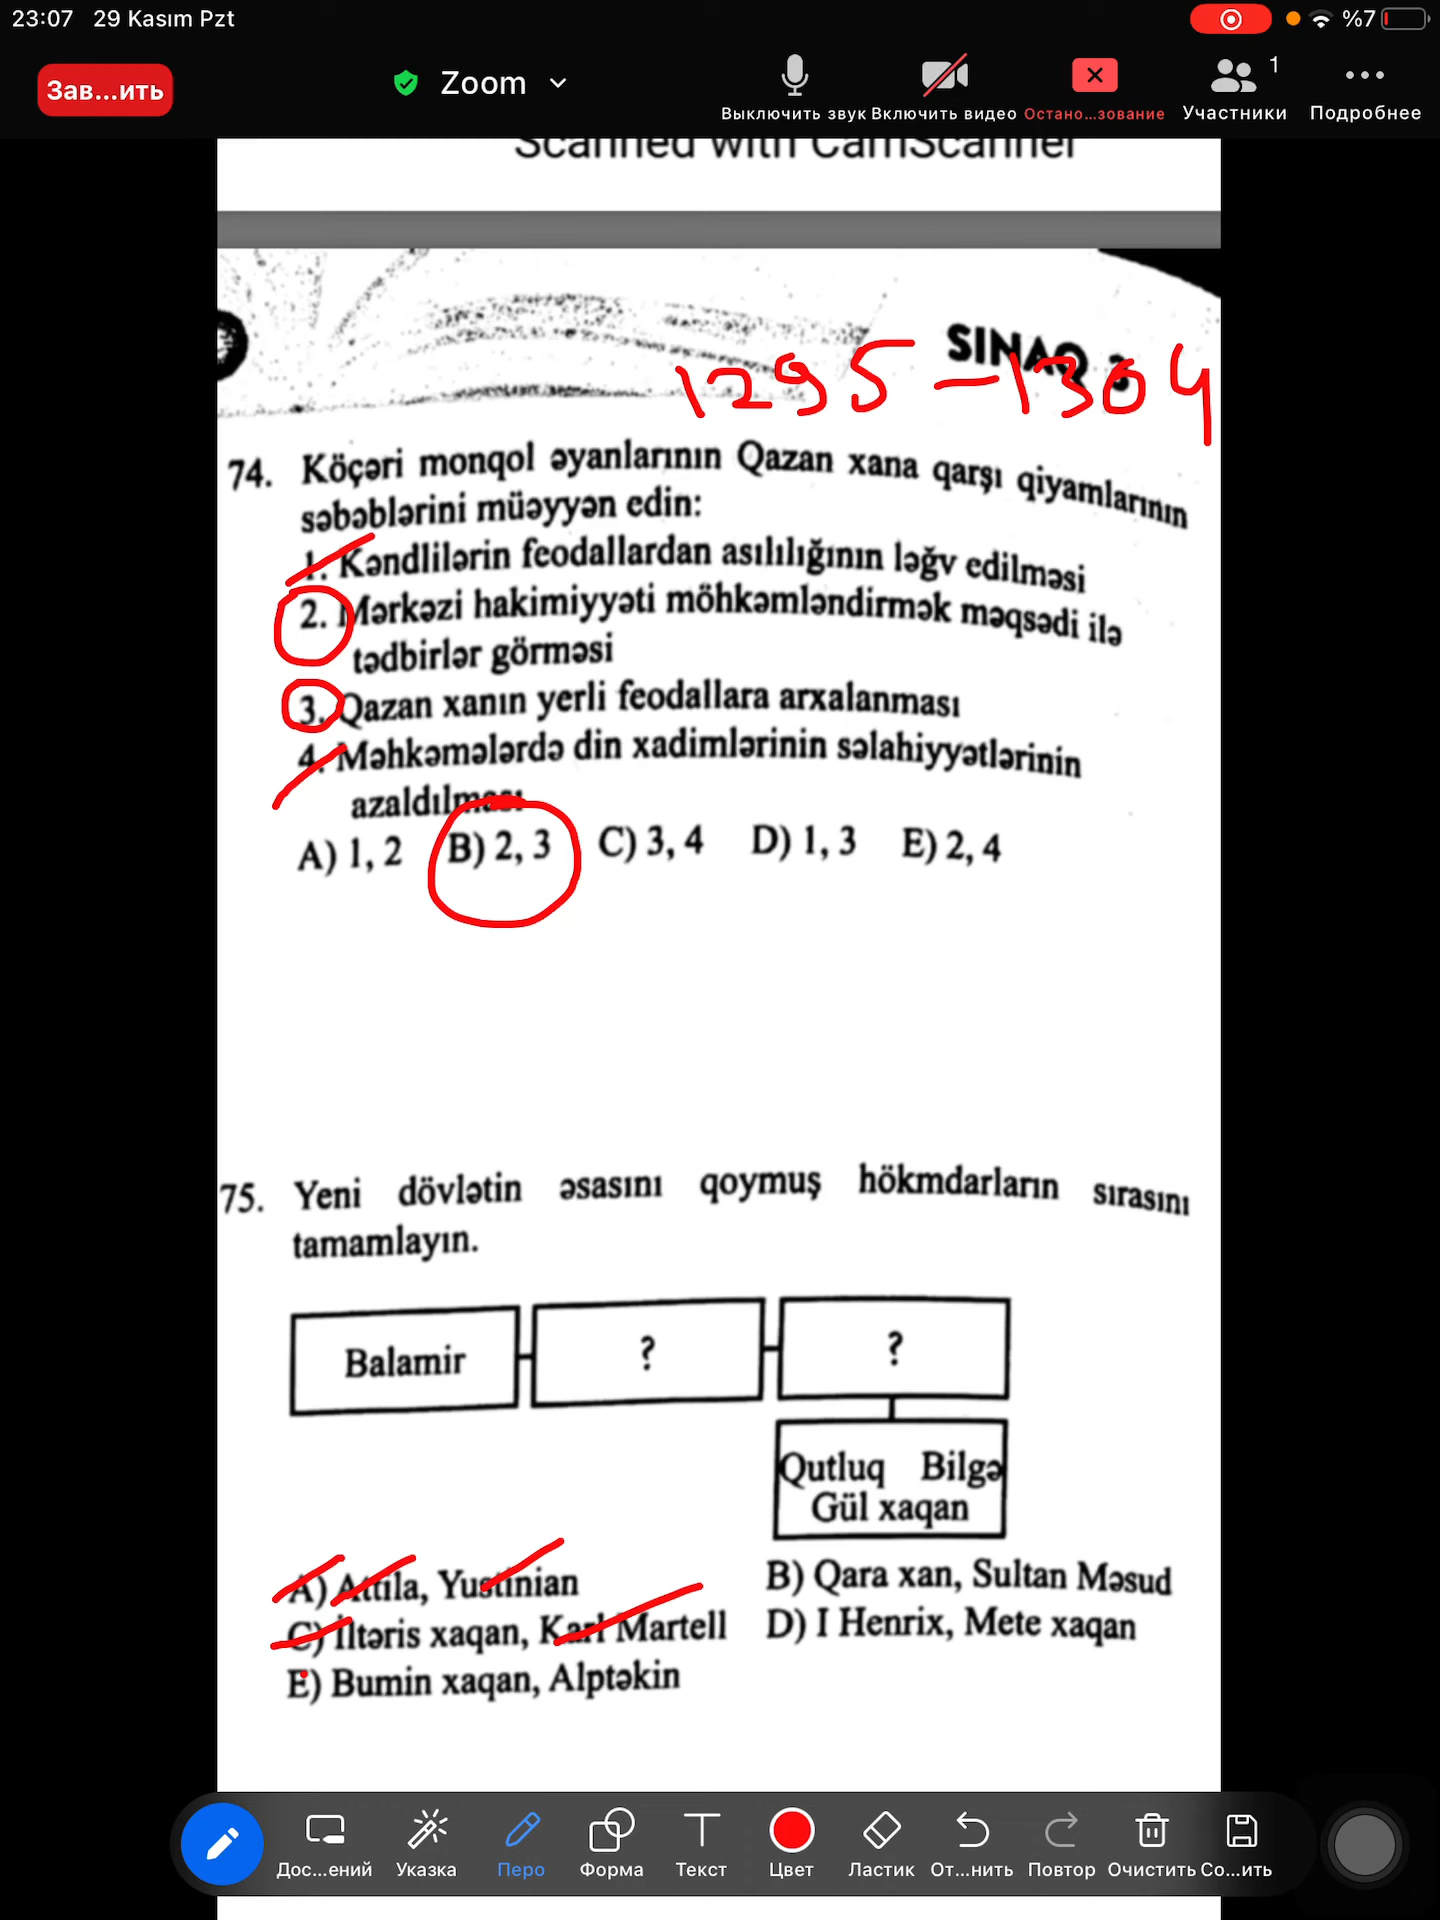 23:07 29 Kasım Pzt %7
Зав...ить Zoom Выключить звук Включить видео Остано...зование Участники 1 Подробнее
Scanned with CamScanner
SINAQ 3
1295-1304
74. Köçəri monqol əyanlarının Qazan xana qarşı qiyamlarının
səbəblərini müəyyən edin:
1. Kəndlilərin feodallardan asılılığının ləğv edilməsi
2. Mərkəzi hakimiyyəti möhkəmləndirmək məqsədi ilə
tədbirlər görməsi
3. Qazan xanın yerli feodallara arxalanması
4. Məhkəmələrdə din xadimlərinin səlahiyyətlərinin
azaldılması
A) 1, 2 B) 2, 3 C) 3, 4 D) 1, 3 E) 2, 4
75. Yeni dövlətin əsasını qoymuş hökmdarların sırasını
tamamlayın.
Balamir ? ?
Qutluq Bilgə
Gül xaqan
A) Attila, Yustinian B) Qara xan, Sultan Məsud
C) İltəris xaqan, Karl Martell D) I Henrix, Mete xaqan
E) Bumin xaqan, Alptəkin
Дос...ений Указка Перо Форма Текст Цвет Ластик От...нить Повтор Очистить Со...ить